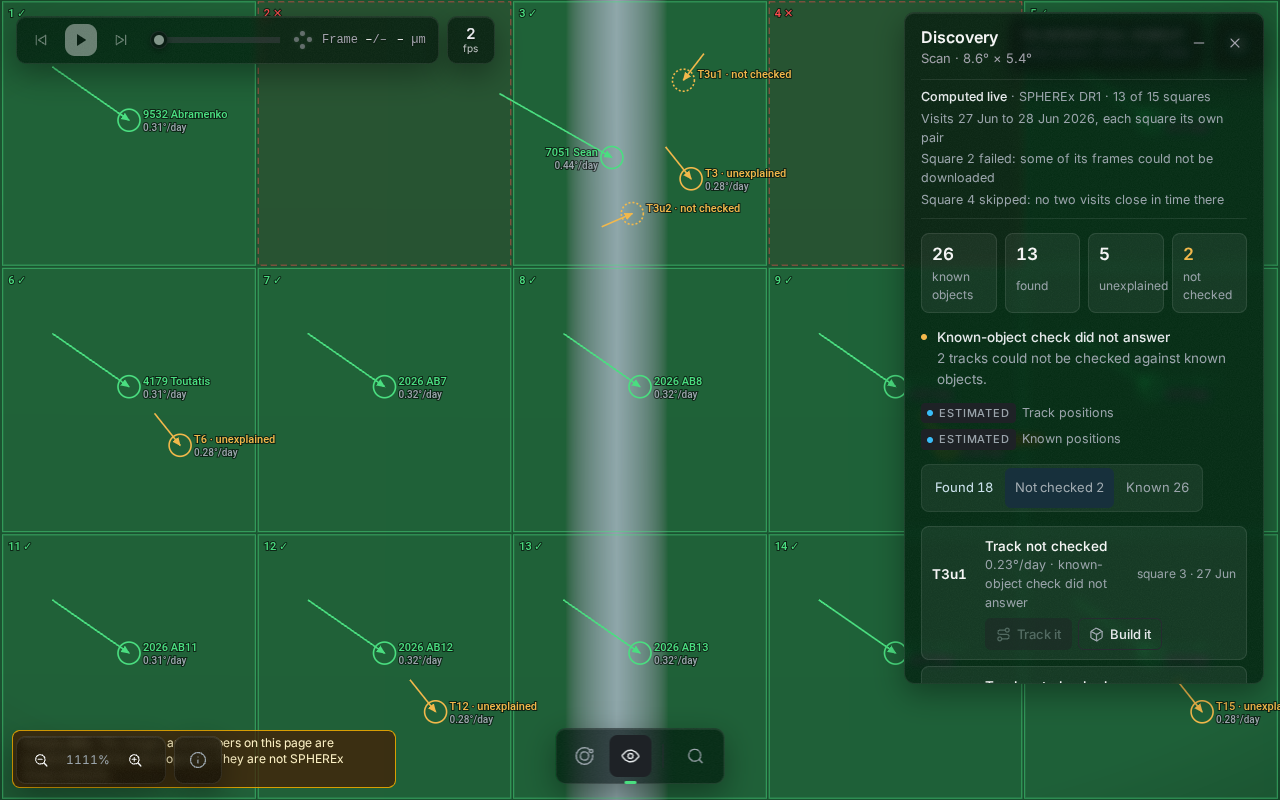 1 ✓
2 ✕
3 ✓
4 ✕
Frame –/– – µm
2
fps
9532 Abramenko
0.31°/day
T3u1 · not checked
7051 Sean
0.44°/day
T3 · unexplained
0.28°/day
T3u2 · not checked
6 ✓
7 ✓
8 ✓
9 ✓
4179 Toutatis
0.31°/day
2026 AB7
0.32°/day
2026 AB8
0.32°/day
T6 · unexplained
0.28°/day
11 ✓
12 ✓
13 ✓
14 ✓
2026 AB11
0.31°/day
2026 AB12
0.32°/day
2026 AB13
0.32°/day
T12 · unexplained
0.28°/day
T15 ·
0.28°/day
Discovery
Scan · 8.6° × 5.4°
Computed live · SPHEREx DR1 · 13 of 15 squares
Visits 27 Jun to 28 Jun 2026, each square its own
pair
Square 2 failed: some of its frames could not be
downloaded
Square 4 skipped: no two visits close in time there
26
known
objects
13
found
5
unexplained
2
not
checked
Known-object check did not answer
2 tracks could not be checked against known
objects.
ESTIMATED Track positions
ESTIMATED Known positions
Found 18 Not checked 2 Known 26
T3u1
Track not checked
0.23°/day · known-
object check did not
answer
square 3 · 27 Jun
Track it
Build it
on this page are
not SPHEREx
1111%